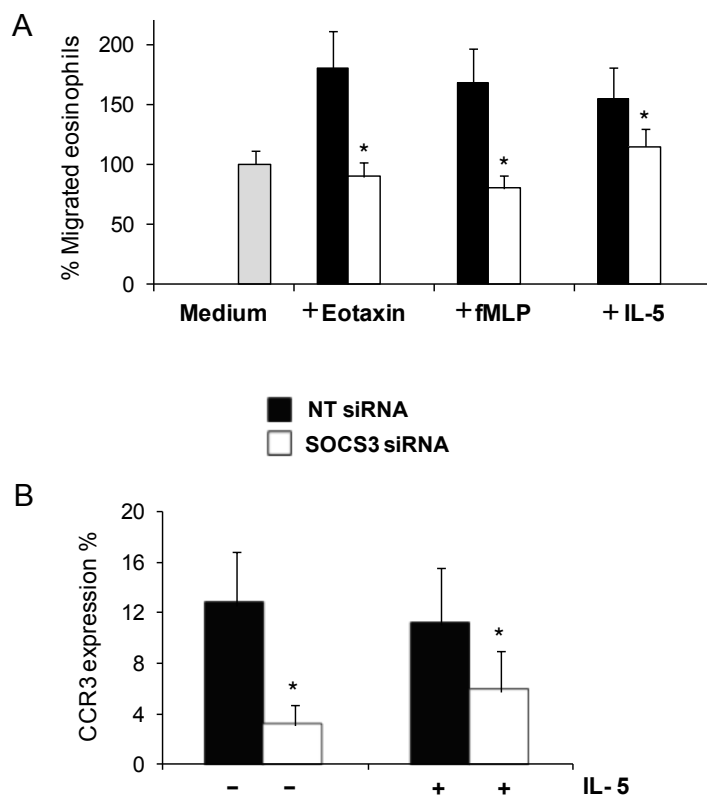 A
% Migrated eosinophils
200
150
100
50
0
*
*
*
Medium +Eotaxin +fMLP + IL-5
NT siRNA
SOCS3 siRNA
B
CCR3 expression %
20
16
12
8
4
0
*
*
– – + + IL- 5